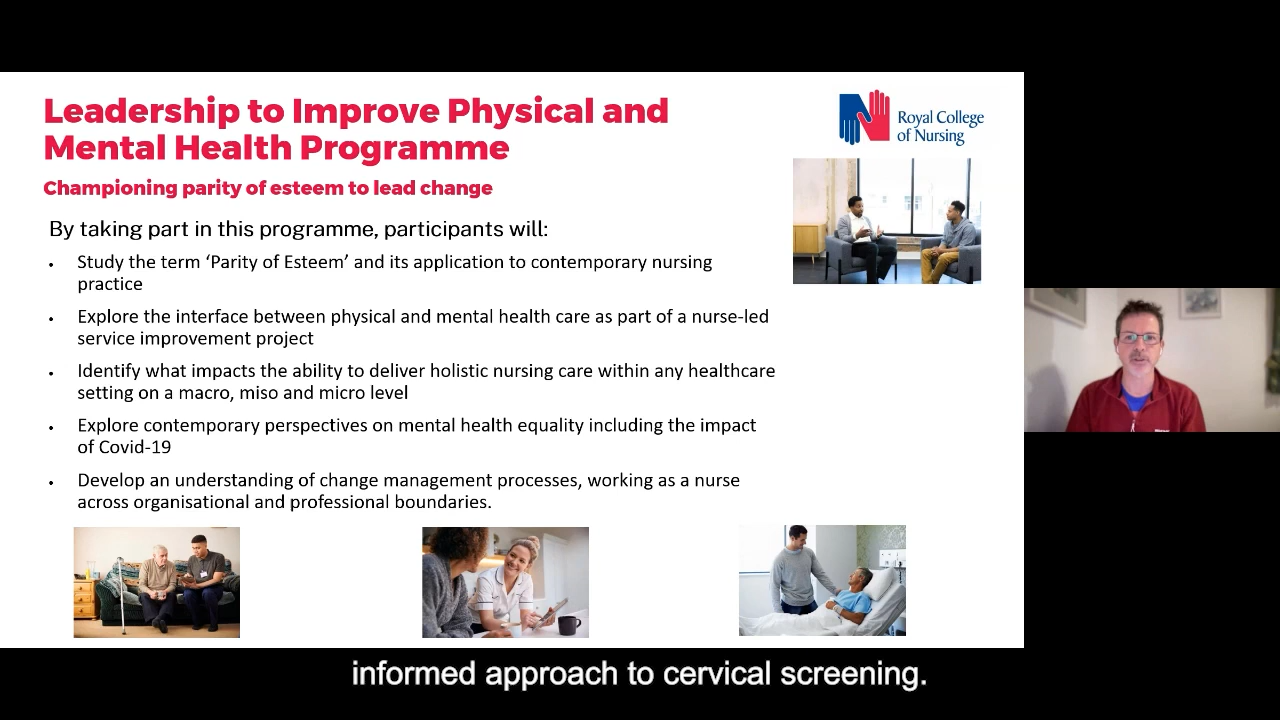 Leadership to Improve Physical and
Mental Health Programme
Royal College
of Nursing
Championing parity of esteem to lead change
By taking part in this programme, participants will:
• Study the term ‘Parity of Esteem’ and its application to contemporary nursing
practice
• Explore the interface between physical and mental health care as part of a nurse-led
service improvement project
• Identify what impacts the ability to deliver holistic nursing care within any healthcare
setting on a macro, miso and micro level
• Explore contemporary perspectives on mental health equality including the impact
of Covid-19
• Develop an understanding of change management processes, working as a nurse
across organisational and professional boundaries.
informed approach to cervical screening.